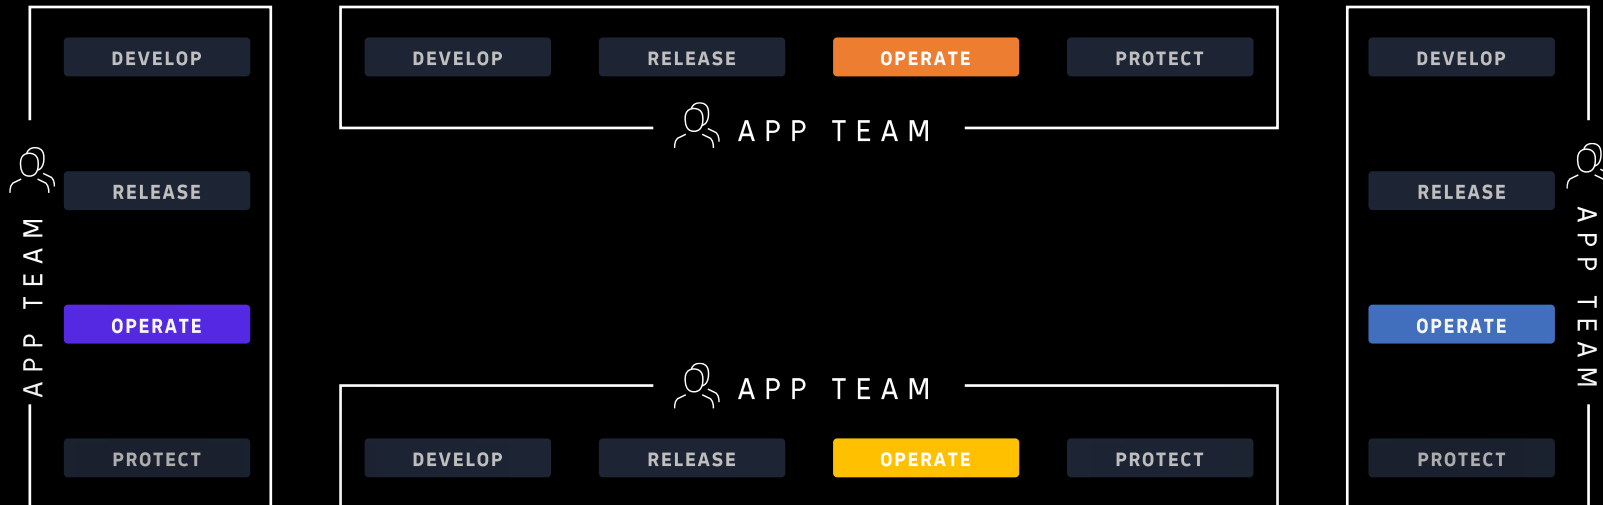 DEVELOP
RELEASE
OPERATE
PROTECT
APP TEAM
DEVELOP RELEASE OPERATE PROTECT
APP TEAM
APP TEAM
DEVELOP RELEASE OPERATE PROTECT
DEVELOP
RELEASE
OPERATE
PROTECT
APP TEAM